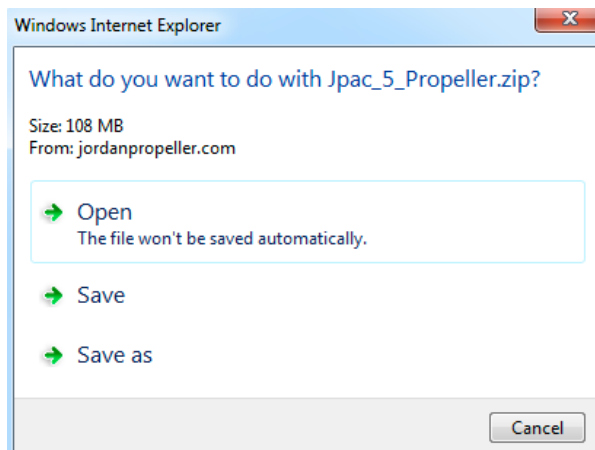 Windows Internet Explorer
What do you want to do with Jpac_5_Propeller.zip?
Size: 108 MB
From: jordanpropeller.com
Open
The file won't be saved automatically.
Save
Save as
Cancel